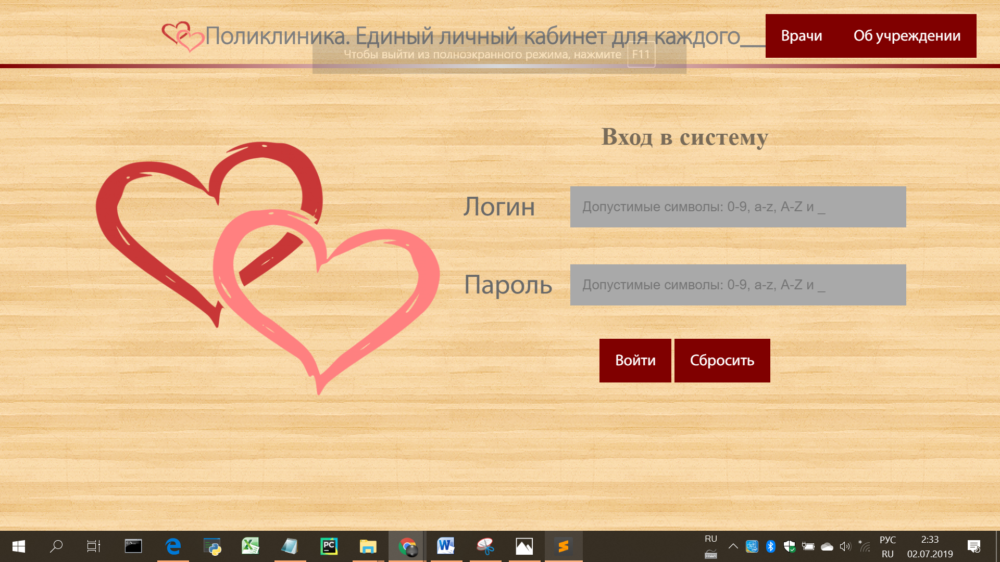 Поликлиника. Единый личный кабинет для каждого__
Врачи
Об учреждении
Чтобы выйти из полноэкранного режима, нажмите F11
Вход в систему
Логин
Допустимые символы: 0-9, a-z, A-Z и _
Пароль
Допустимые символы: 0-9, a-z, A-Z и _
Войти
Сбросить
RU
РУС
RU
2:33
02.07.2019